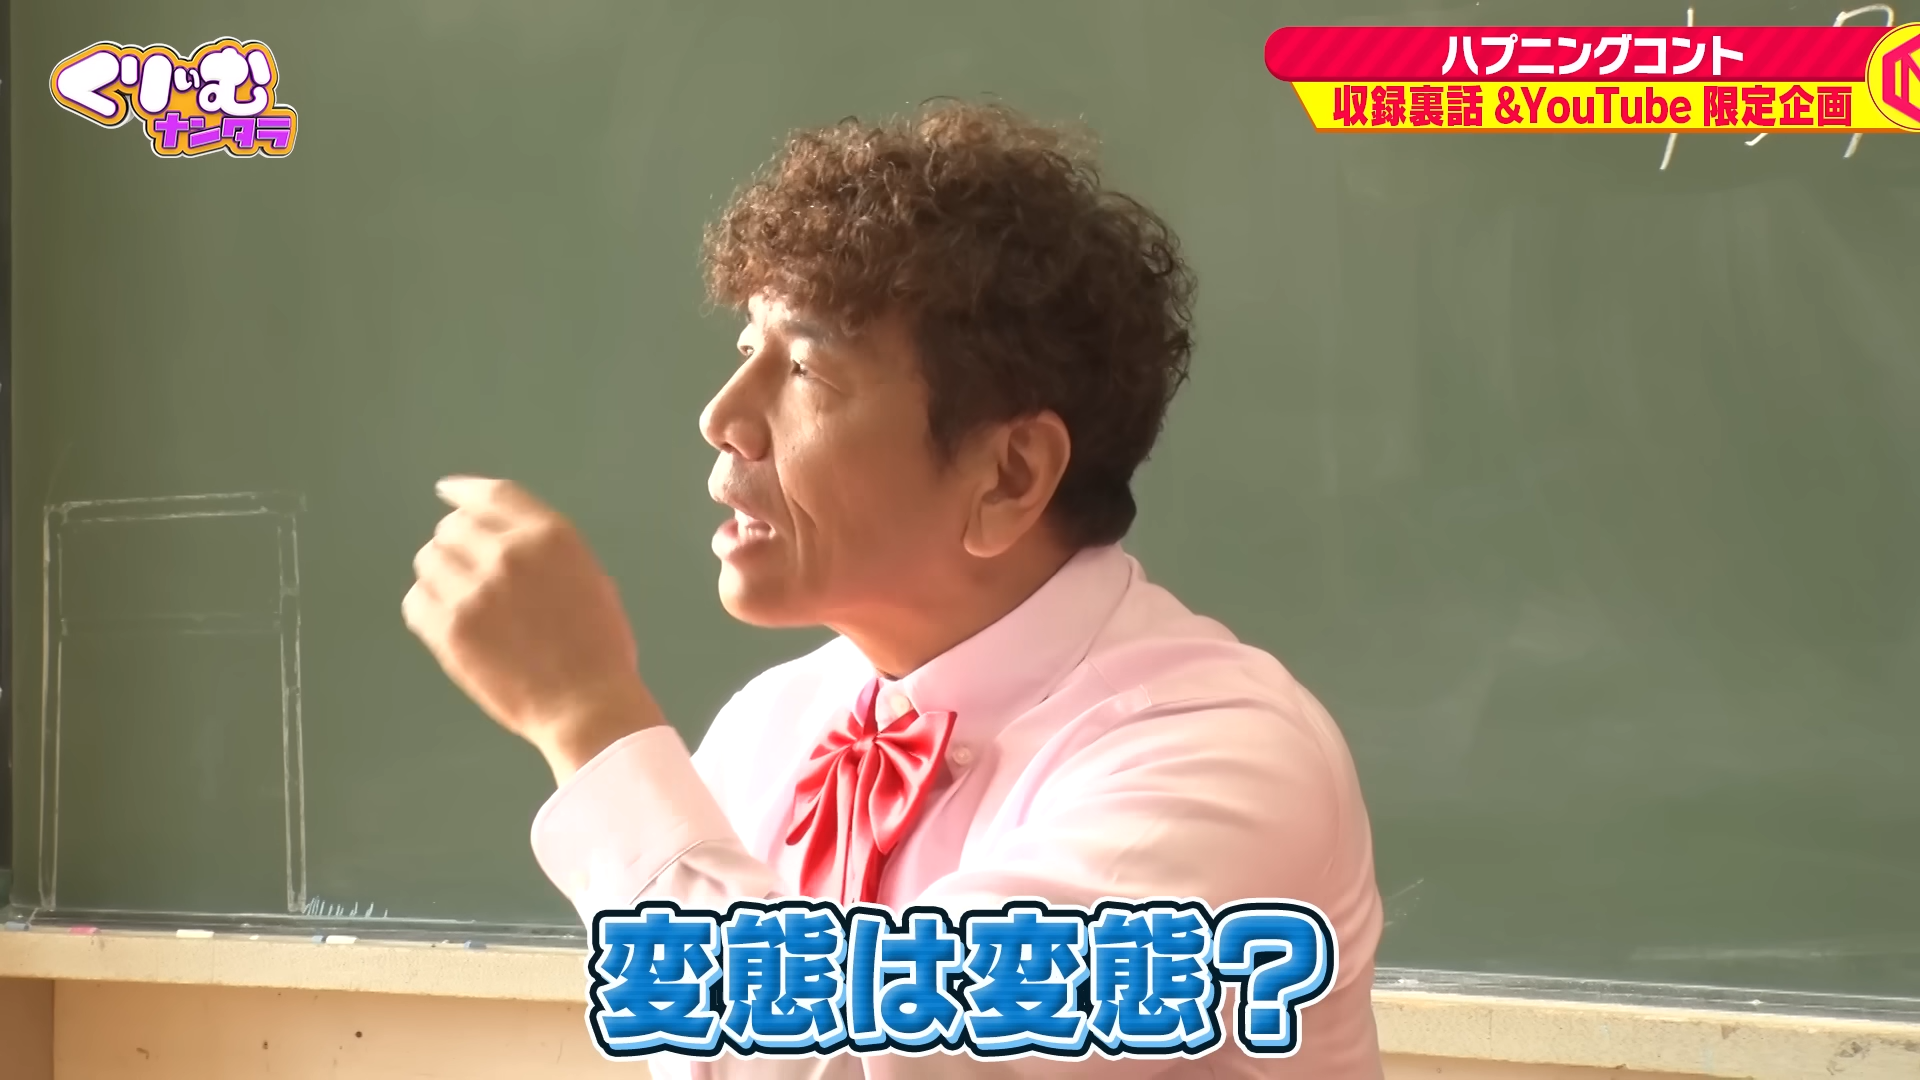 くりぃむ
ナンタラ
ハプニングコント
収録裏話 &YouTube 限定企画
変態は変態?